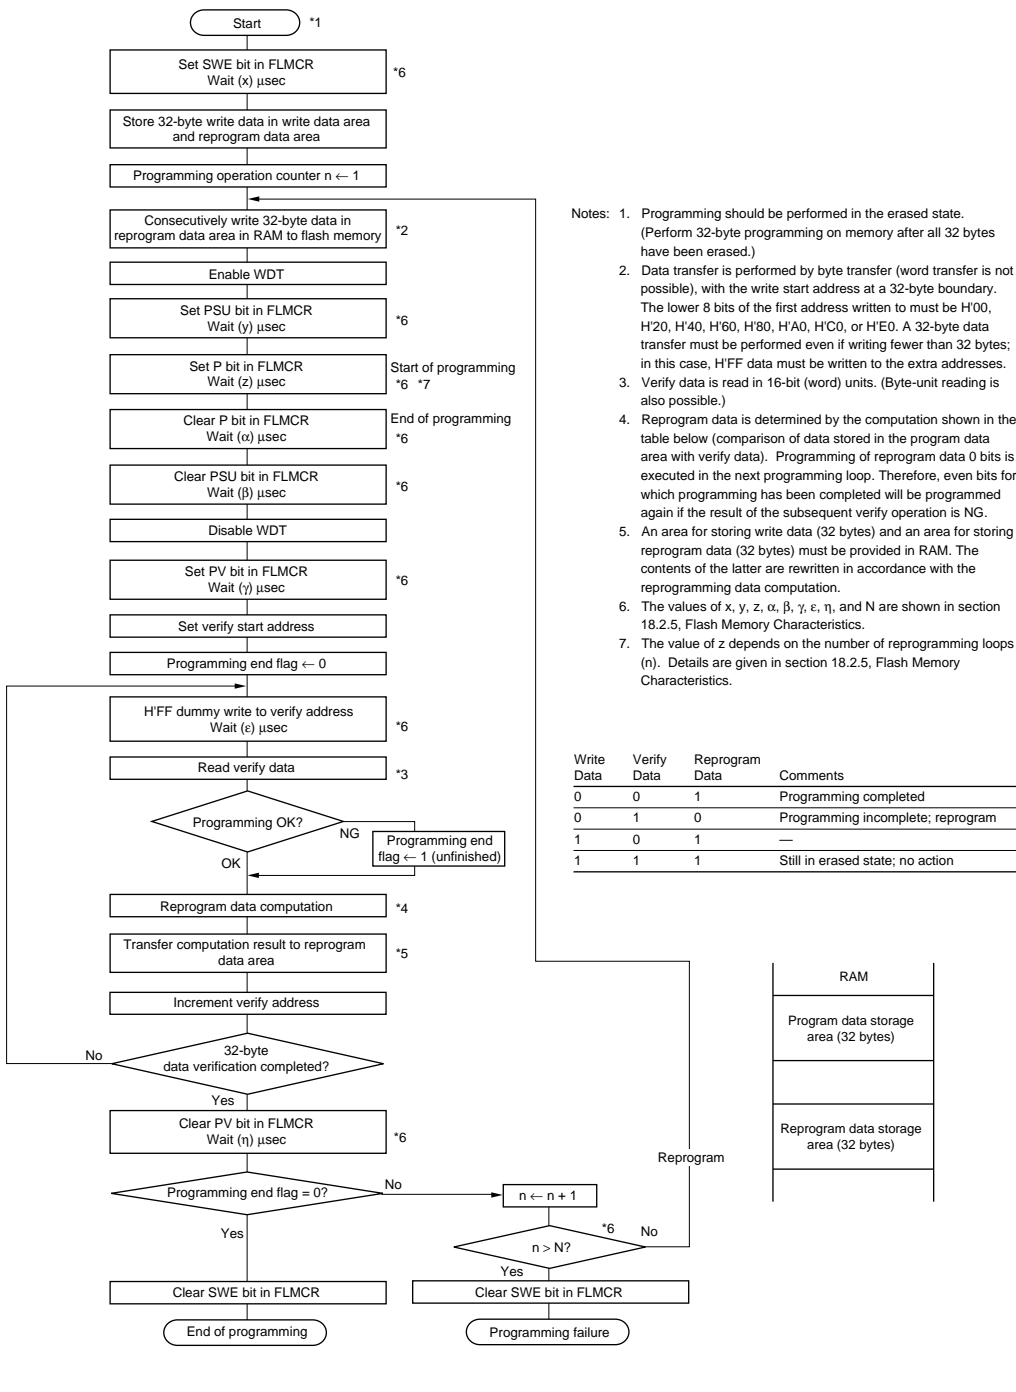 Start
*1
Set SWE bit in FLMCR
Wait (x) μsec
*6
Store 32-byte write data in write data area
and reprogram data area
Programming operation counter n ← 1
Consecutively write 32-byte data in
reprogram data area in RAM to flash memory
*2
Enable WDT
Set PSU bit in FLMCR
Wait (y) μsec
*6
Set P bit in FLMCR
Wait (z) μsec
Start of programming
*6 *7
Clear P bit in FLMCR
Wait (α) μsec
End of programming
*6
Clear PSU bit in FLMCR
Wait (β) μsec
*6
Disable WDT
Set PV bit in FLMCR
Wait (γ) μsec
*6
Set verify start address
Programming end flag ← 0
H'FF dummy write to verify address
Wait (ε) μsec
*6
Read verify data
*3
Programming OK?
NG
Programming end
flag ← 1 (unfinished)
OK
Reprogram data computation
*4
Transfer computation result to reprogram
data area
*5
Increment verify address
32-byte
data verification completed?
No
Yes
Clear PV bit in FLMCR
Wait (η) μsec
*6
Programming end flag = 0?
No
Yes
n ← n + 1
n > N?
*6
No
Yes
Reprogram
Clear SWE bit in FLMCR
Clear SWE bit in FLMCR
End of programming
Programming failure
Notes: 1. Programming should be performed in the erased state.
(Perform 32-byte programming on memory after all 32 bytes
have been erased.)
2. Data transfer is performed by byte transfer (word transfer is not
possible), with the write start address at a 32-byte boundary.
The lower 8 bits of the first address written to must be H'00,
H'20, H'40, H'60, H'80, H'A0, H'C0, or H'E0. A 32-byte data
transfer must be performed even if writing fewer than 32 bytes;
in this case, H'FF data must be written to the extra addresses.
3. Verify data is read in 16-bit (word) units. (Byte-unit reading is
also possible.)
4. Reprogram data is determined by the computation shown in the
table below (comparison of data stored in the program data
area with verify data). Programming of reprogram data 0 bits is
executed in the next programming loop. Therefore, even bits for
which programming has been completed will be programmed
again if the result of the subsequent verify operation is NG.
5. An area for storing write data (32 bytes) and an area for storing
reprogram data (32 bytes) must be provided in RAM. The
contents of the latter are rewritten in accordance with the
reprogramming data computation.
6. The values of x, y, z, α, β, γ, ε, η, and N are shown in section
18.2.5, Flash Memory Characteristics.
7. The value of z depends on the number of reprogramming loops
(n). Details are given in section 18.2.5, Flash Memory
Characteristics.
Write Verify Reprogram
Data Data Data Comments
0 0 1 Programming completed
0 1 0 Programming incomplete; reprogram
1 0 1 —
1 1 1 Still in erased state; no action
RAM
Program data storage
area (32 bytes)
Reprogram data storage
area (32 bytes)